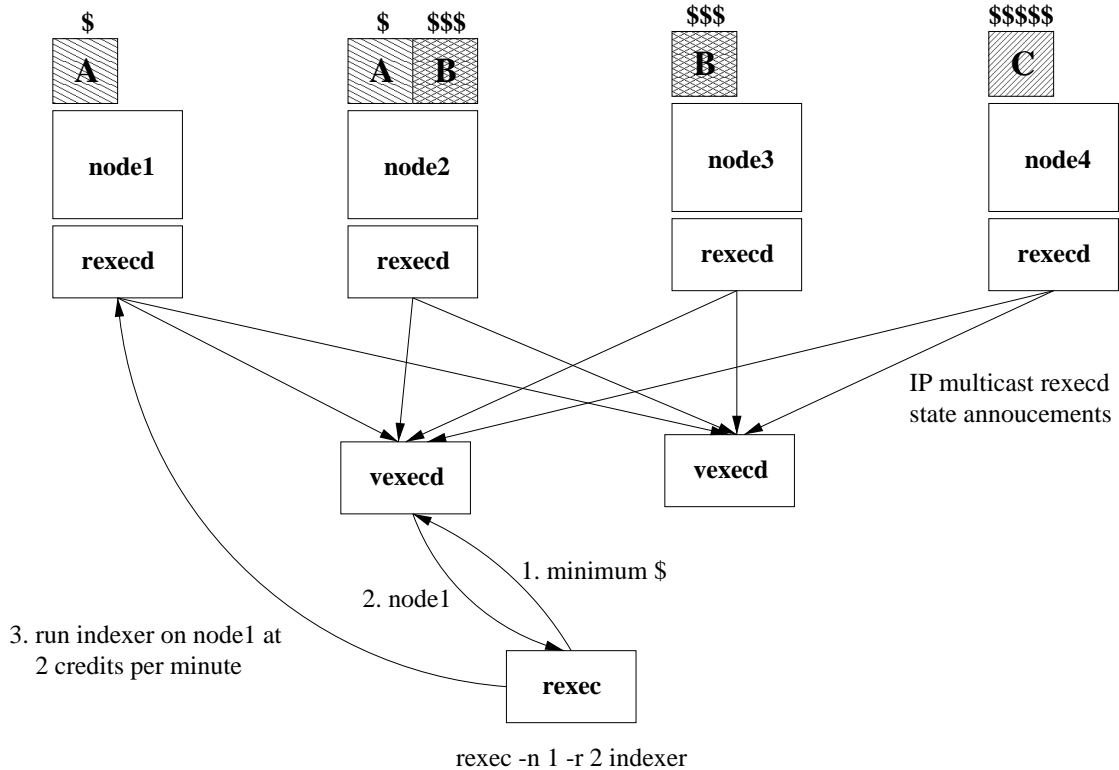 $ $ $$$ $$$ $$$$$
A A B B C
node1 node2 node3 node4
rexecd rexecd rexecd rexecd
IP multicast rexecd
state annoucements
vexecd vexecd
1. minimum $
2. node1
3. run indexer on node1 at
2 credits per minute
rexec
rexec -n 1 -r 2 indexer